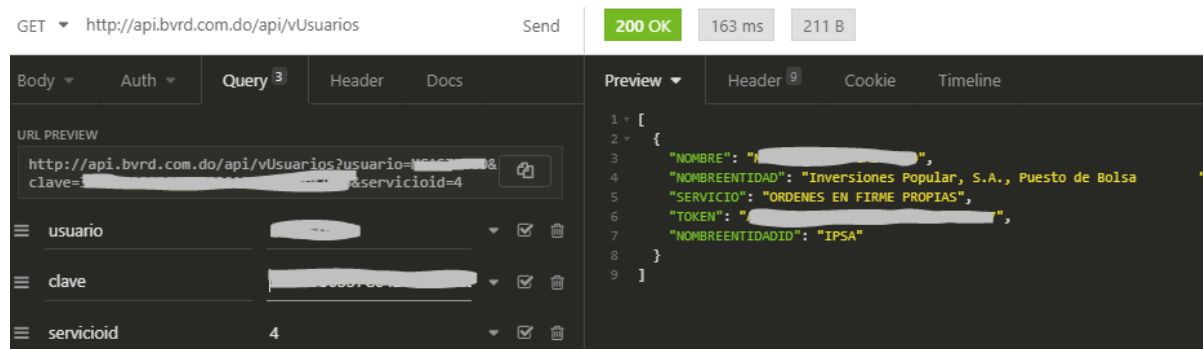 GET http://api.bvrd.com.do/api/vUsuarios Send 200 OK 163 ms 211 B
Body Auth Query 3 Header Docs
Preview Header 9 Cookie Timeline
URL PREVIEW
http://api.bvrd.com.do/api/vUsuarios?usuario= &
clave= &servicioid=4
usuario
clave
servicioid 4
1 [
2 {
3 "NOMBRE": " ",
4 "NOMBREENTIDAD": "Inversiones Popular, S.A., Puesto de Bolsa "
5 "SERVICIO": "ORDENES EN FIRME PROPIAS",
6 "TOKEN": " ",
7 "NOMBREENTIDADID": "IPSA"
8 }
9 ]